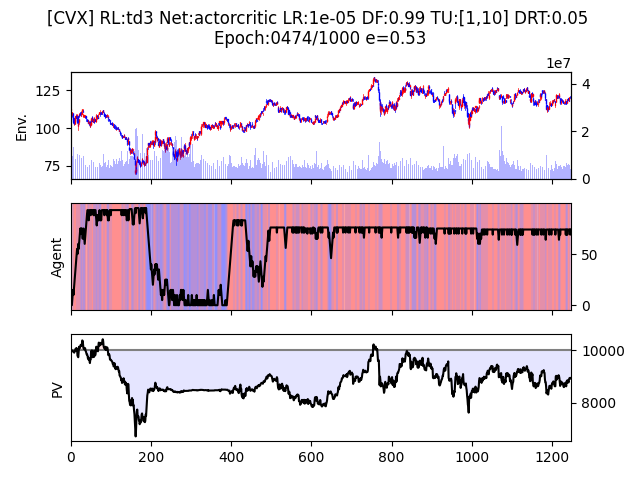 [CVX] RL:td3 Net:actorcritic LR:1e-05 DF:0.99 TU:[1,10] DRT:0.05
Epoch:0474/1000 e=0.53
1e7
125
100
75
Env.
4
2
0
Agent
50
0
PV
10000
8000
0 200 400 600 800 1000 1200